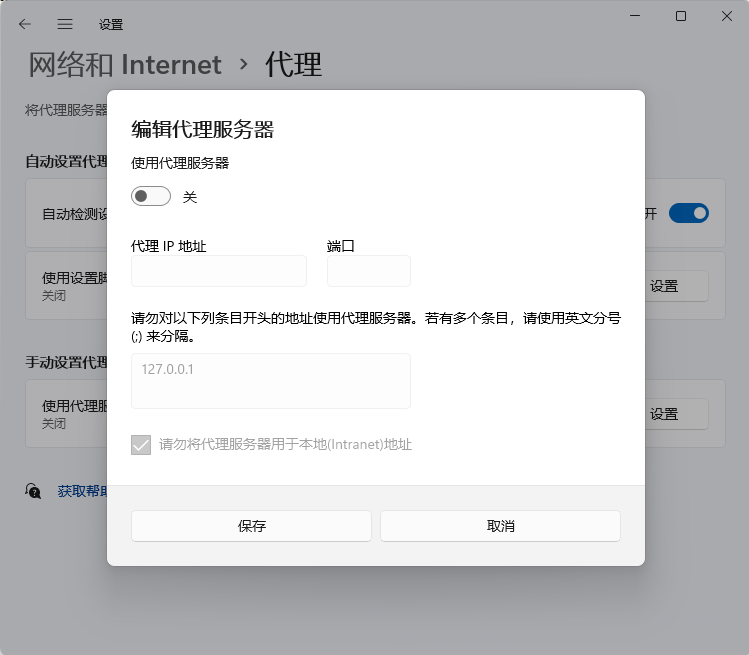 设置
网络和 Internet › 代理
将代理服务器
编辑代理服务器
自动设置代理
使用代理服务器
自动检测设
关
开
代理 IP 地址
端口
使用设置脚
关闭
设置
请勿对以下列条目开头的地址使用代理服务器。若有多个条目，请使用英文分号
(;) 来分隔。
手动设置代理
127.0.0.1
使用代理服
关闭
设置
请勿将代理服务器用于本地(Intranet)地址
获取帮助
保存
取消